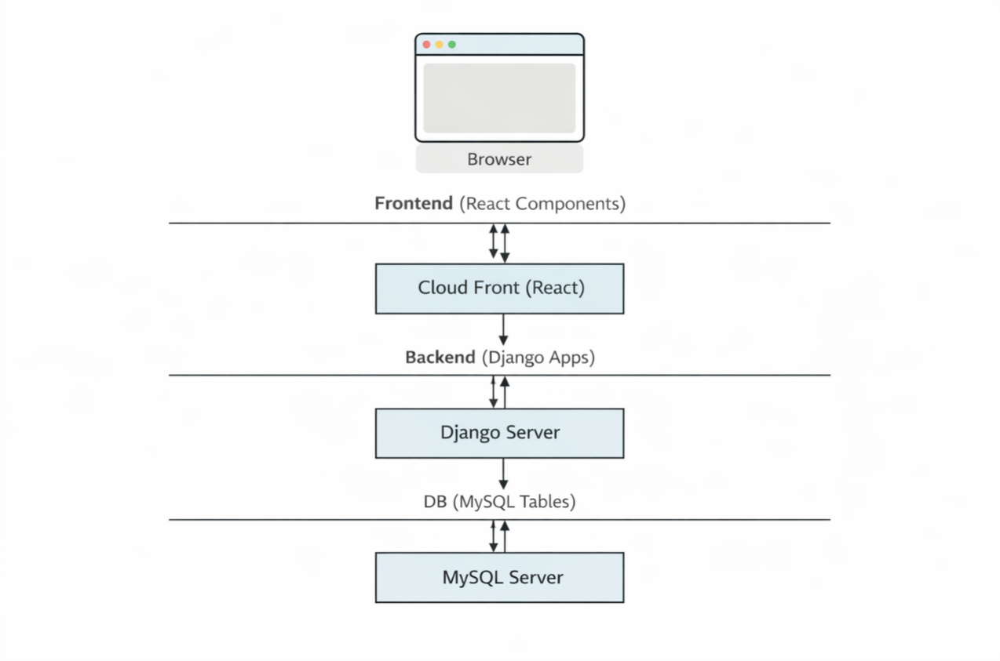 Browser
Frontend (React Components)
Cloud Front (React)
Backend (Django Apps)
Django Server
DB (MySQL Tables)
MySQL Server